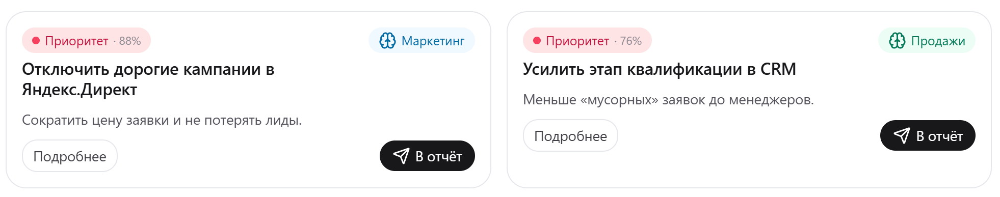 Приоритет · 88%
Маркетинг
Отключить дорогие кампании в
Яндекс.Директ
Сократить цену заявки и не потерять лиды.
Подробнее
В отчёт
Приоритет · 76%
Продажи
Усилить этап квалификации в CRM
Меньше «мусорных» заявок до менеджеров.
Подробнее
В отчёт